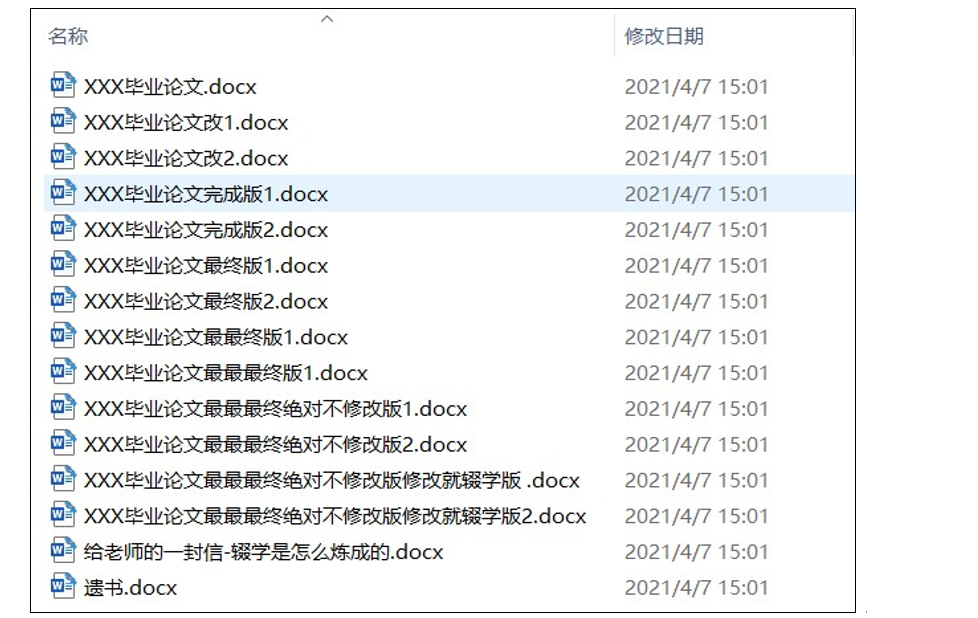 名称 修改日期
XXX毕业论文.docx 2021/4/7 15:01
XXX毕业论文改1.docx 2021/4/7 15:01
XXX毕业论文改2.docx 2021/4/7 15:01
XXX毕业论文完成版1.docx 2021/4/7 15:01
XXX毕业论文完成版2.docx 2021/4/7 15:01
XXX毕业论文最终版1.docx 2021/4/7 15:01
XXX毕业论文最终版2.docx 2021/4/7 15:01
XXX毕业论文最最终版1.docx 2021/4/7 15:01
XXX毕业论文最最最终版1.docx 2021/4/7 15:01
XXX毕业论文最最最终绝对不修改版1.docx 2021/4/7 15:01
XXX毕业论文最最最终绝对不修改版2.docx 2021/4/7 15:01
XXX毕业论文最最最终绝对不修改版修改就辍学版 .docx 2021/4/7 15:01
XXX毕业论文最最最终绝对不修改版修改就辍学版2.docx 2021/4/7 15:01
给老师的一封信-辍学是怎么炼成的.docx 2021/4/7 15:01
遗书.docx 2021/4/7 15:01